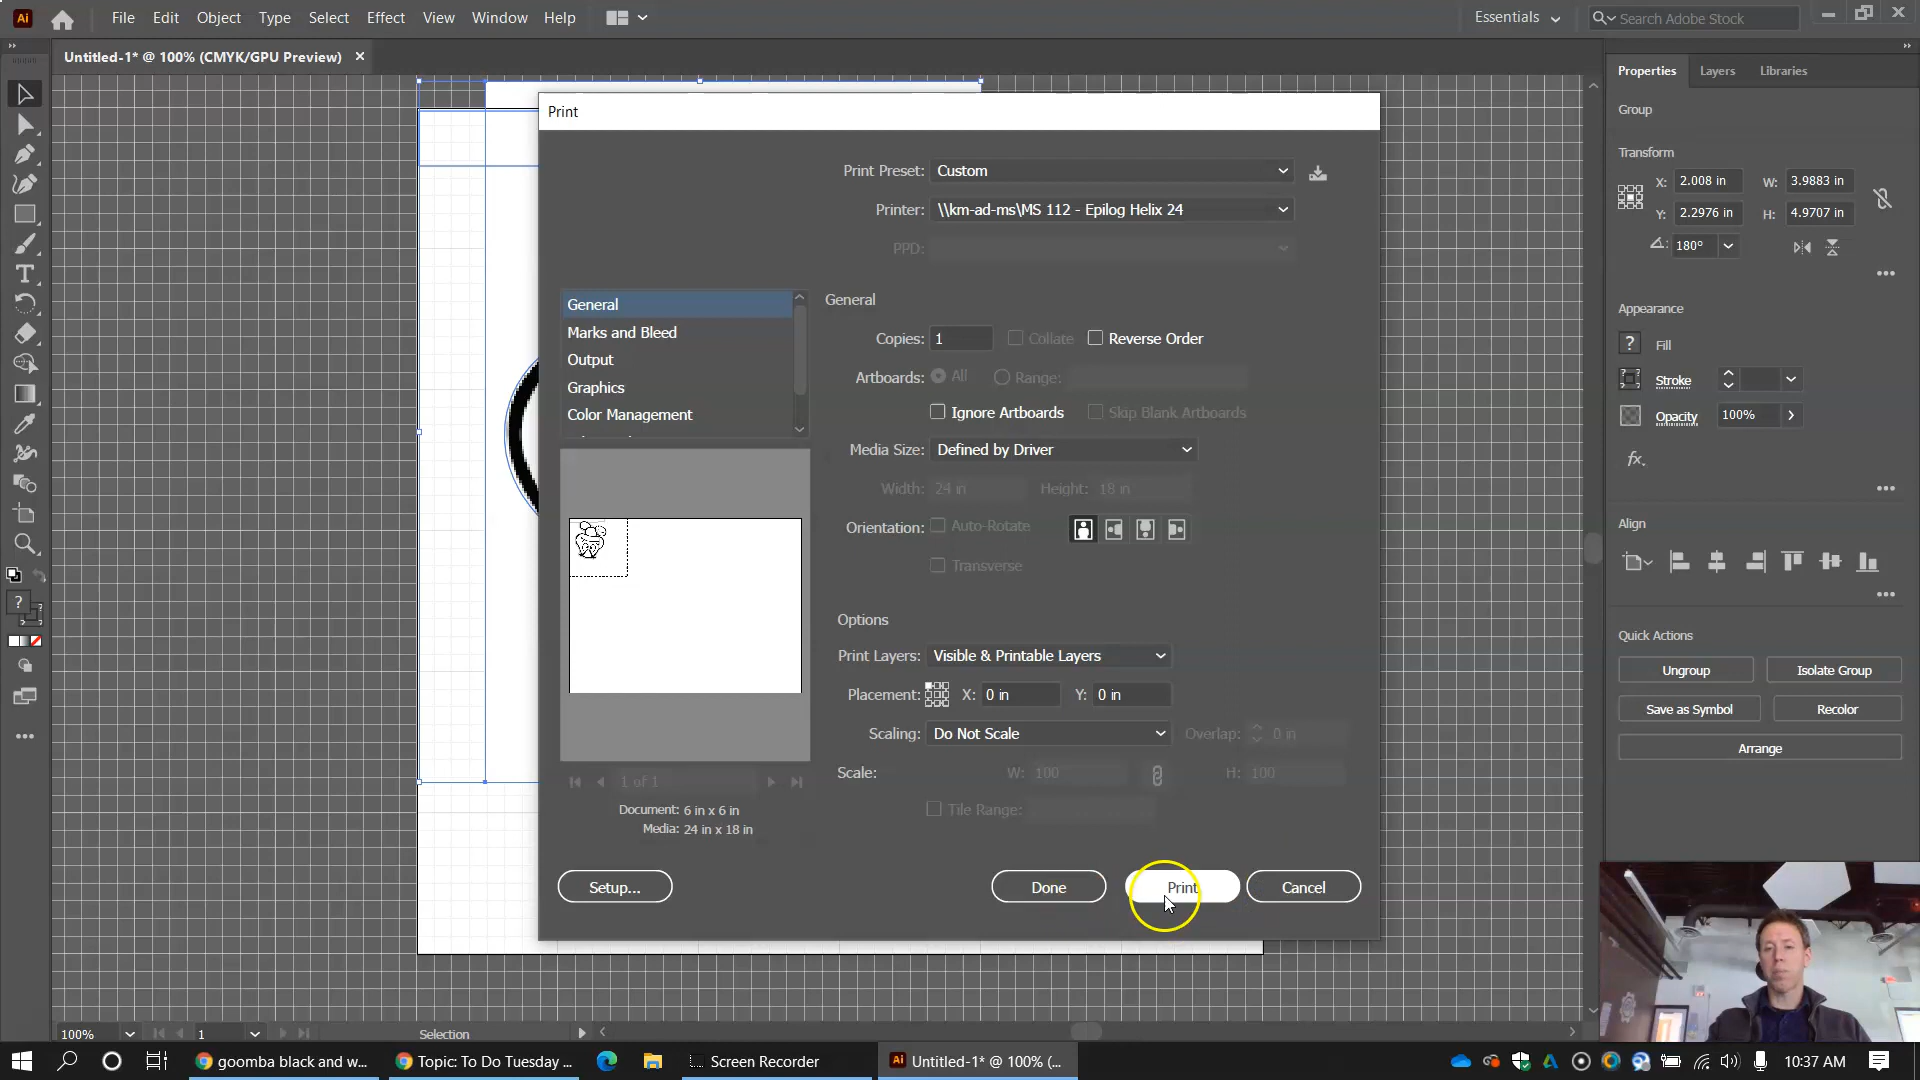 Ai File Edit Object Type Select Effect View Window Help Essentials Search Adobe Stock
Untitled-1* @ 100% (CMYK/GPU Preview)
Print
Print Preset: Custom
Printer: \\km-ad-ms\MS 112 - Epilog Helix 24
PPD:
General
Marks and Bleed
Output
Graphics
Color Management
General
Copies: 1 Collate Reverse Order
Artboards: All Range:
Ignore Artboards Skip Blank Artboards
Media Size: Defined by Driver
Width: 24 in Height: 18 in
Orientation: Auto-Rotate
Transverse
Options
Print Layers: Visible & Printable Layers
Placement: X: 0 in Y: 0 in
Scaling: Do Not Scale Overlap: 0 in
Scale: W: 100 H: 100
Tile Range:
1 of 1
Document: 6 in x 6 in
Media: 24 in x 18 in
Setup... Done Print Cancel
Properties Layers Libraries
Group
Transform
X: 2.008 in W: 3.9883 in
Y: 2.2976 in H: 4.9707 in
180°
Appearance
? Fill
Stroke
Opacity 100%
fx.
Align
Quick Actions
Ungroup Isolate Group
Save as Symbol Recolor
Arrange
?
100% 1 Selection
goomba black and w... Topic: To Do Tuesday ... Screen Recorder Ai Untitled-1* @ 100% (... 10:37 AM